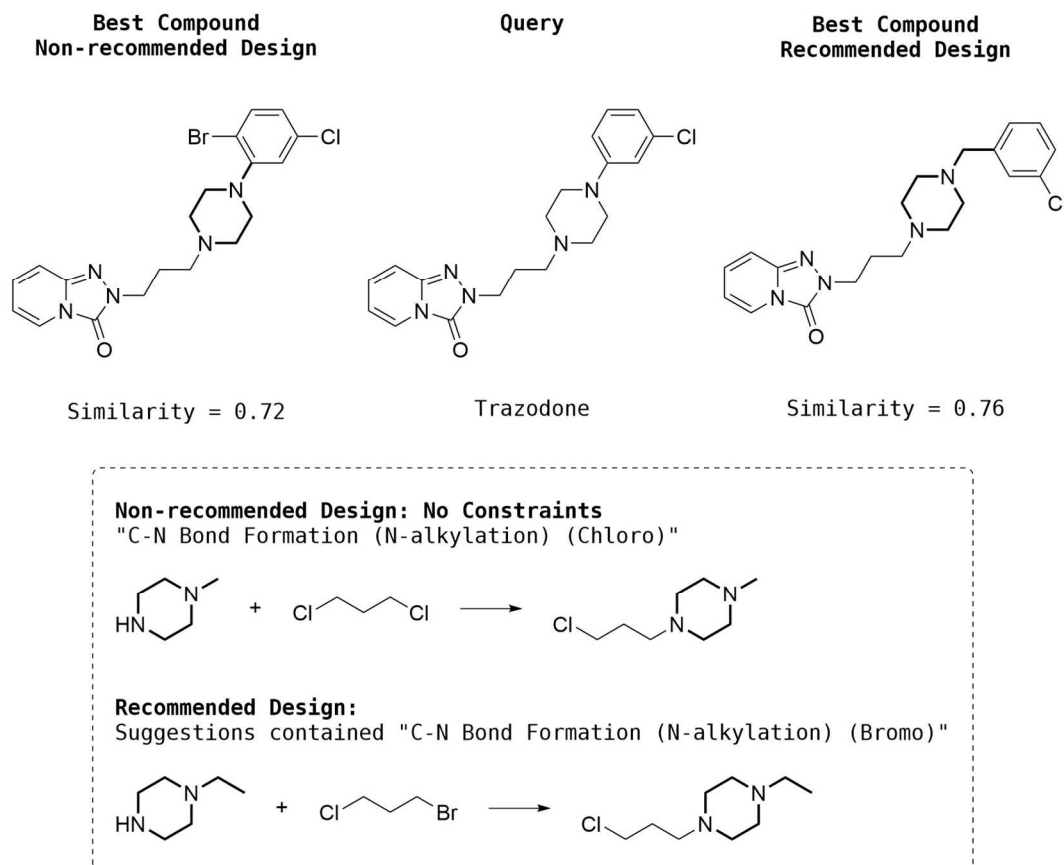 Best Compound
Non-recommended Design
Query
Best Compound
Recommended Design
Br
Cl
N
N
N
N
N
O
Cl
N
N
N
N
N
O
N
N
C
N
N
N
O
Similarity = 0.72
Trazodone
Similarity = 0.76
Non-recommended Design: No Constraints
"C-N Bond Formation (N-alkylation) (Chloro)"
N
HN
+
Cl
Cl
Cl
N
N
Recommended Design:
Suggestions contained "C-N Bond Formation (N-alkylation) (Bromo)"
N
HN
+
Cl
Br
Cl
N
N